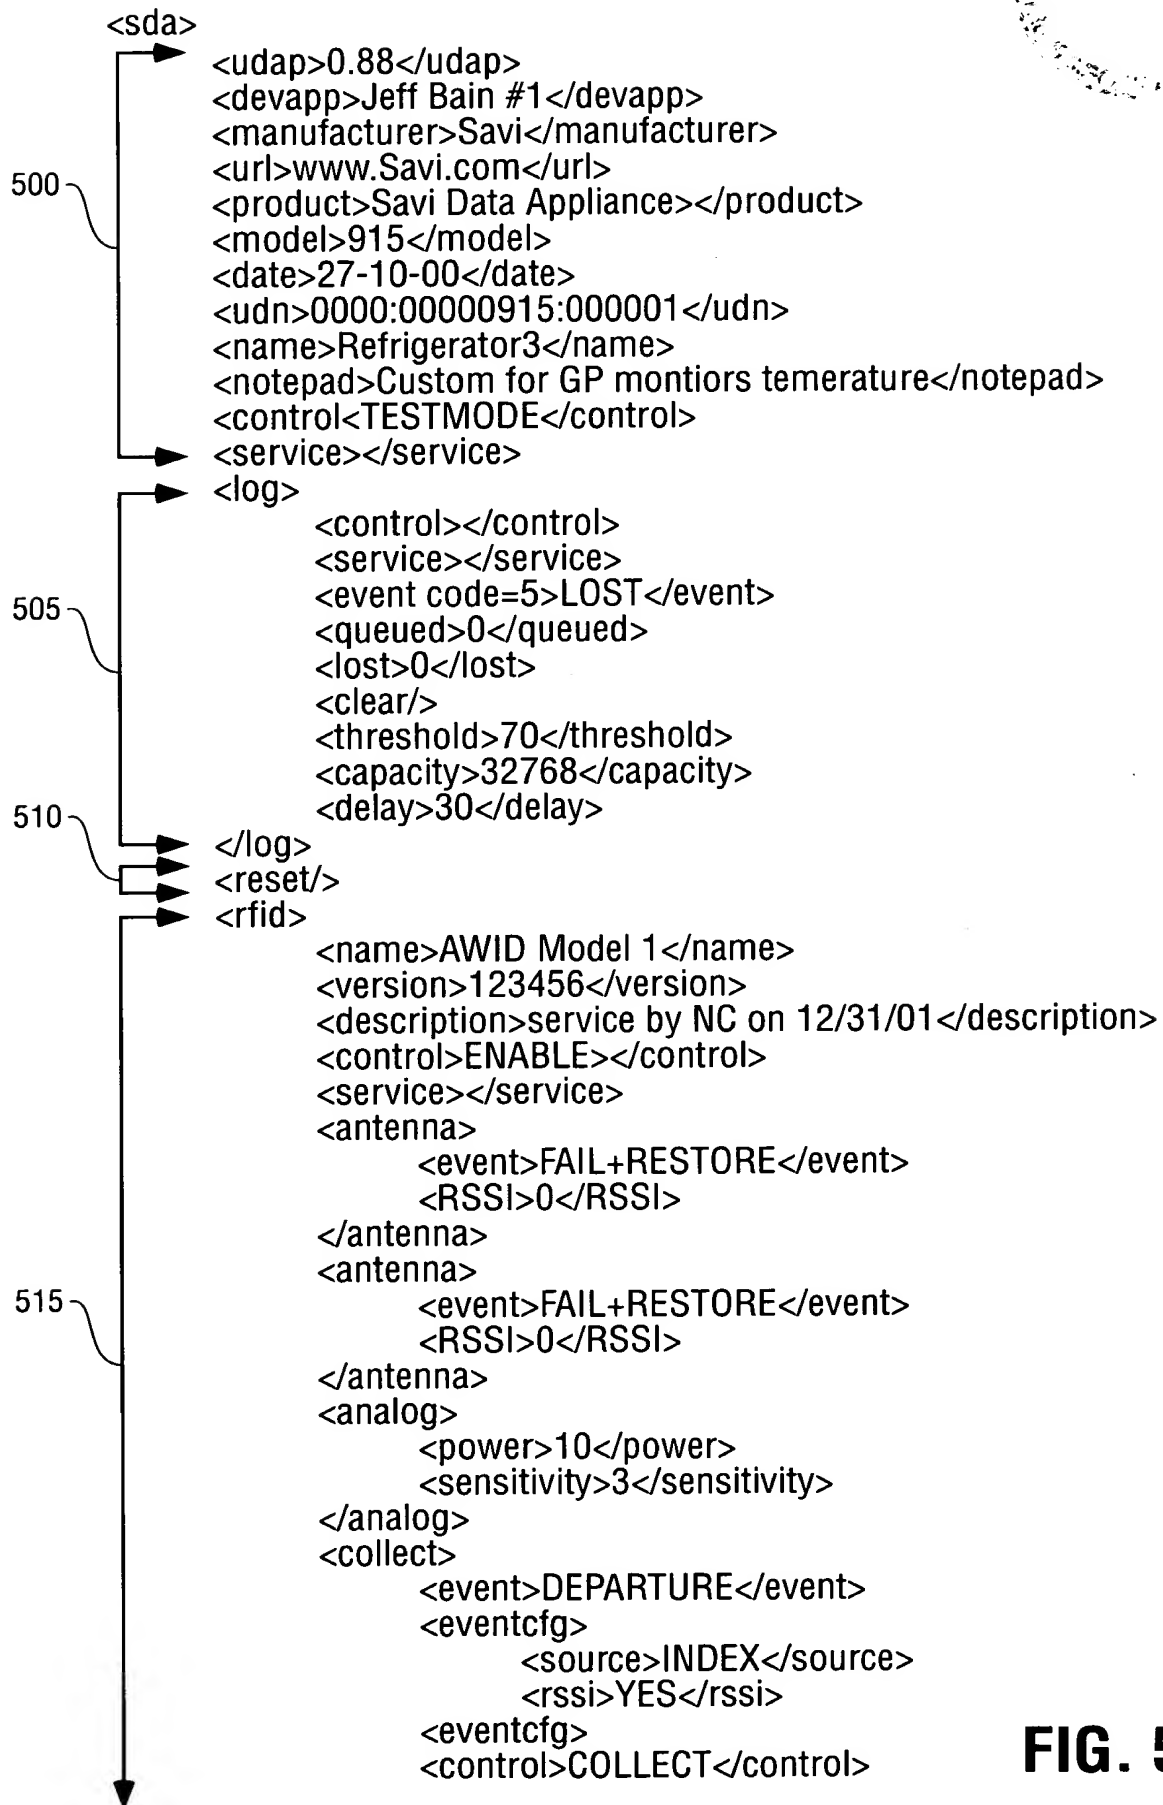 <sda>
<udap>0.88</udap>
<devapp>Jeff Bain #1</devapp>
<manufacturer>Savi</manufacturer>
<url>www.Savi.com</url>
500
<product>Savi Data Appliance></product>
<model>915</model>
<date>27-10-00</date>
<udn>0000:00000915:000001</udn>
<name>Refrigerator3</name>
<notepad>Custom for GP montiors temerature</notepad>
<control<TESTMODE</control>
<service></service>
<log>
<control></control>
<service></service>
<event code=5>LOST</event>
505
<queued>0</queued>
<lost>0</lost>
<clear/>
<threshold>70</threshold>
<capacity>32768</capacity>
<delay>30</delay>
510
</log>
<reset/>
<rfid>
<name>AWID Model 1</name>
<version>123456</version>
<description>service by NC on 12/31/01</description>
<control>ENABLE></control>
<service></service>
<antenna>
<event>FAIL+RESTORE</event>
<RSSI>0</RSSI>
</antenna>
<antenna>
515
<event>FAIL+RESTORE</event>
<RSSI>0</RSSI>
</antenna>
<analog>
<power>10</power>
<sensitivity>3</sensitivity>
</analog>
<collect>
<event>DEPARTURE</event>
<eventcfg>
<source>INDEX</source>
<rssi>YES</rssi>
<eventcfg>
<control>COLLECT</control>
FIG. 5